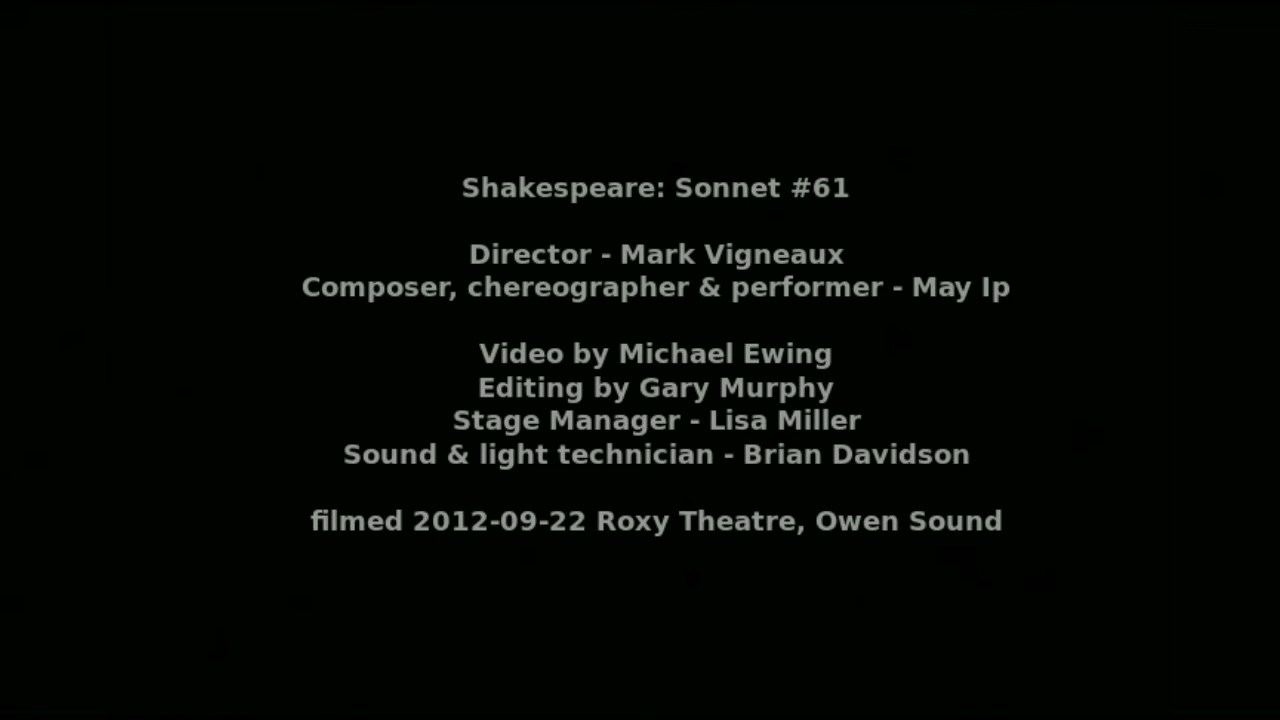 Shakespeare: Sonnet #61
Director - Mark Vigneaux
Composer, chereographer & performer - May Ip
Video by Michael Ewing
Editing by Gary Murphy
Stage Manager - Lisa Miller
Sound & light technician - Brian Davidson
filmed 2012-09-22 Roxy Theatre, Owen Sound